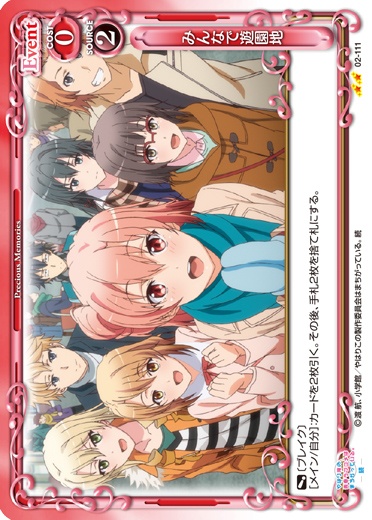 Event
COST
0
SOURCE
2
みんなで遊園地
Precious Memories
[ブレイク]
[メイン/自分]:カードを2枚引く。その後、手札2枚を捨て札にする。
©渡 航、小学館／やはりこの製作委員会はまちがっている。続
02-111